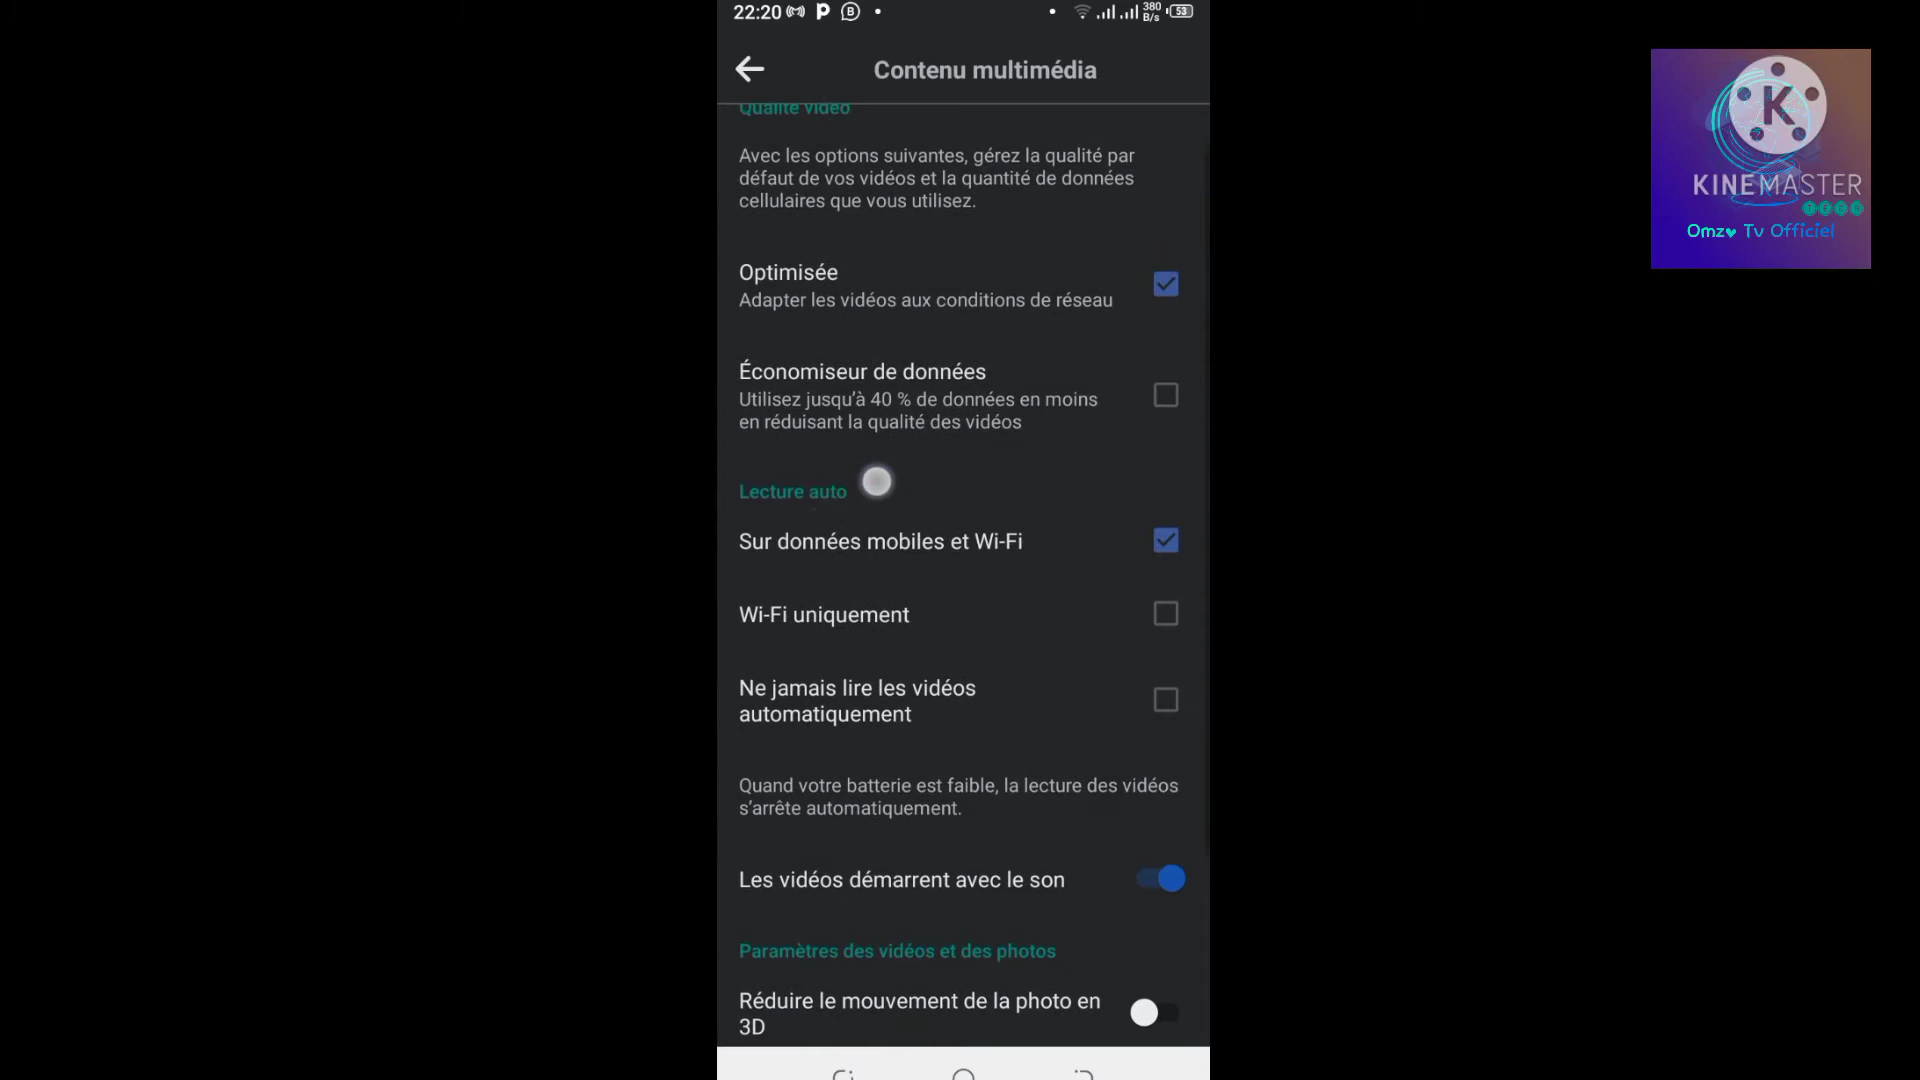 22:20
380
B/s
53
Contenu multimédia
Qualité vidéo
Avec les options suivantes, gérez la qualité par
défaut de vos vidéos et la quantité de données
cellulaires que vous utilisez.
Optimisée
Adapter les vidéos aux conditions de réseau
Économiseur de données
Utilisez jusqu’à 40 % de données en moins
en réduisant la qualité des vidéos
Lecture auto
Sur données mobiles et Wi-Fi
Wi-Fi uniquement
Ne jamais lire les vidéos
automatiquement
Quand votre batterie est faible, la lecture des vidéos
s’arrête automatiquement.
Les vidéos démarrent avec le son
Paramètres des vidéos et des photos
Réduire le mouvement de la photo en
3D
K
KINEMASTER
Omz♥ Tv Officiel